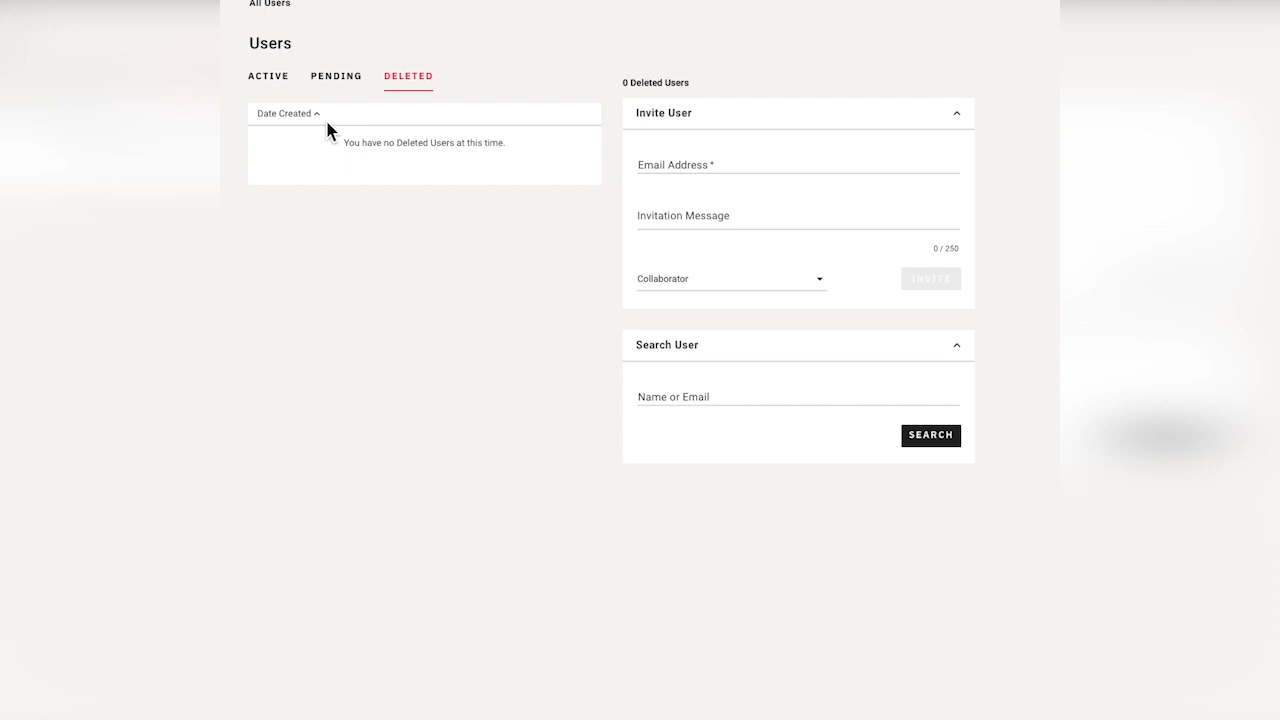 All Users
Users
ACTIVE PENDING DELETED
Date Created
You have no Deleted Users at this time.
0 Deleted Users
Invite User
Email Address *
Invitation Message
0 / 250
Collaborator
INVITE
Search User
Name or Email
SEARCH